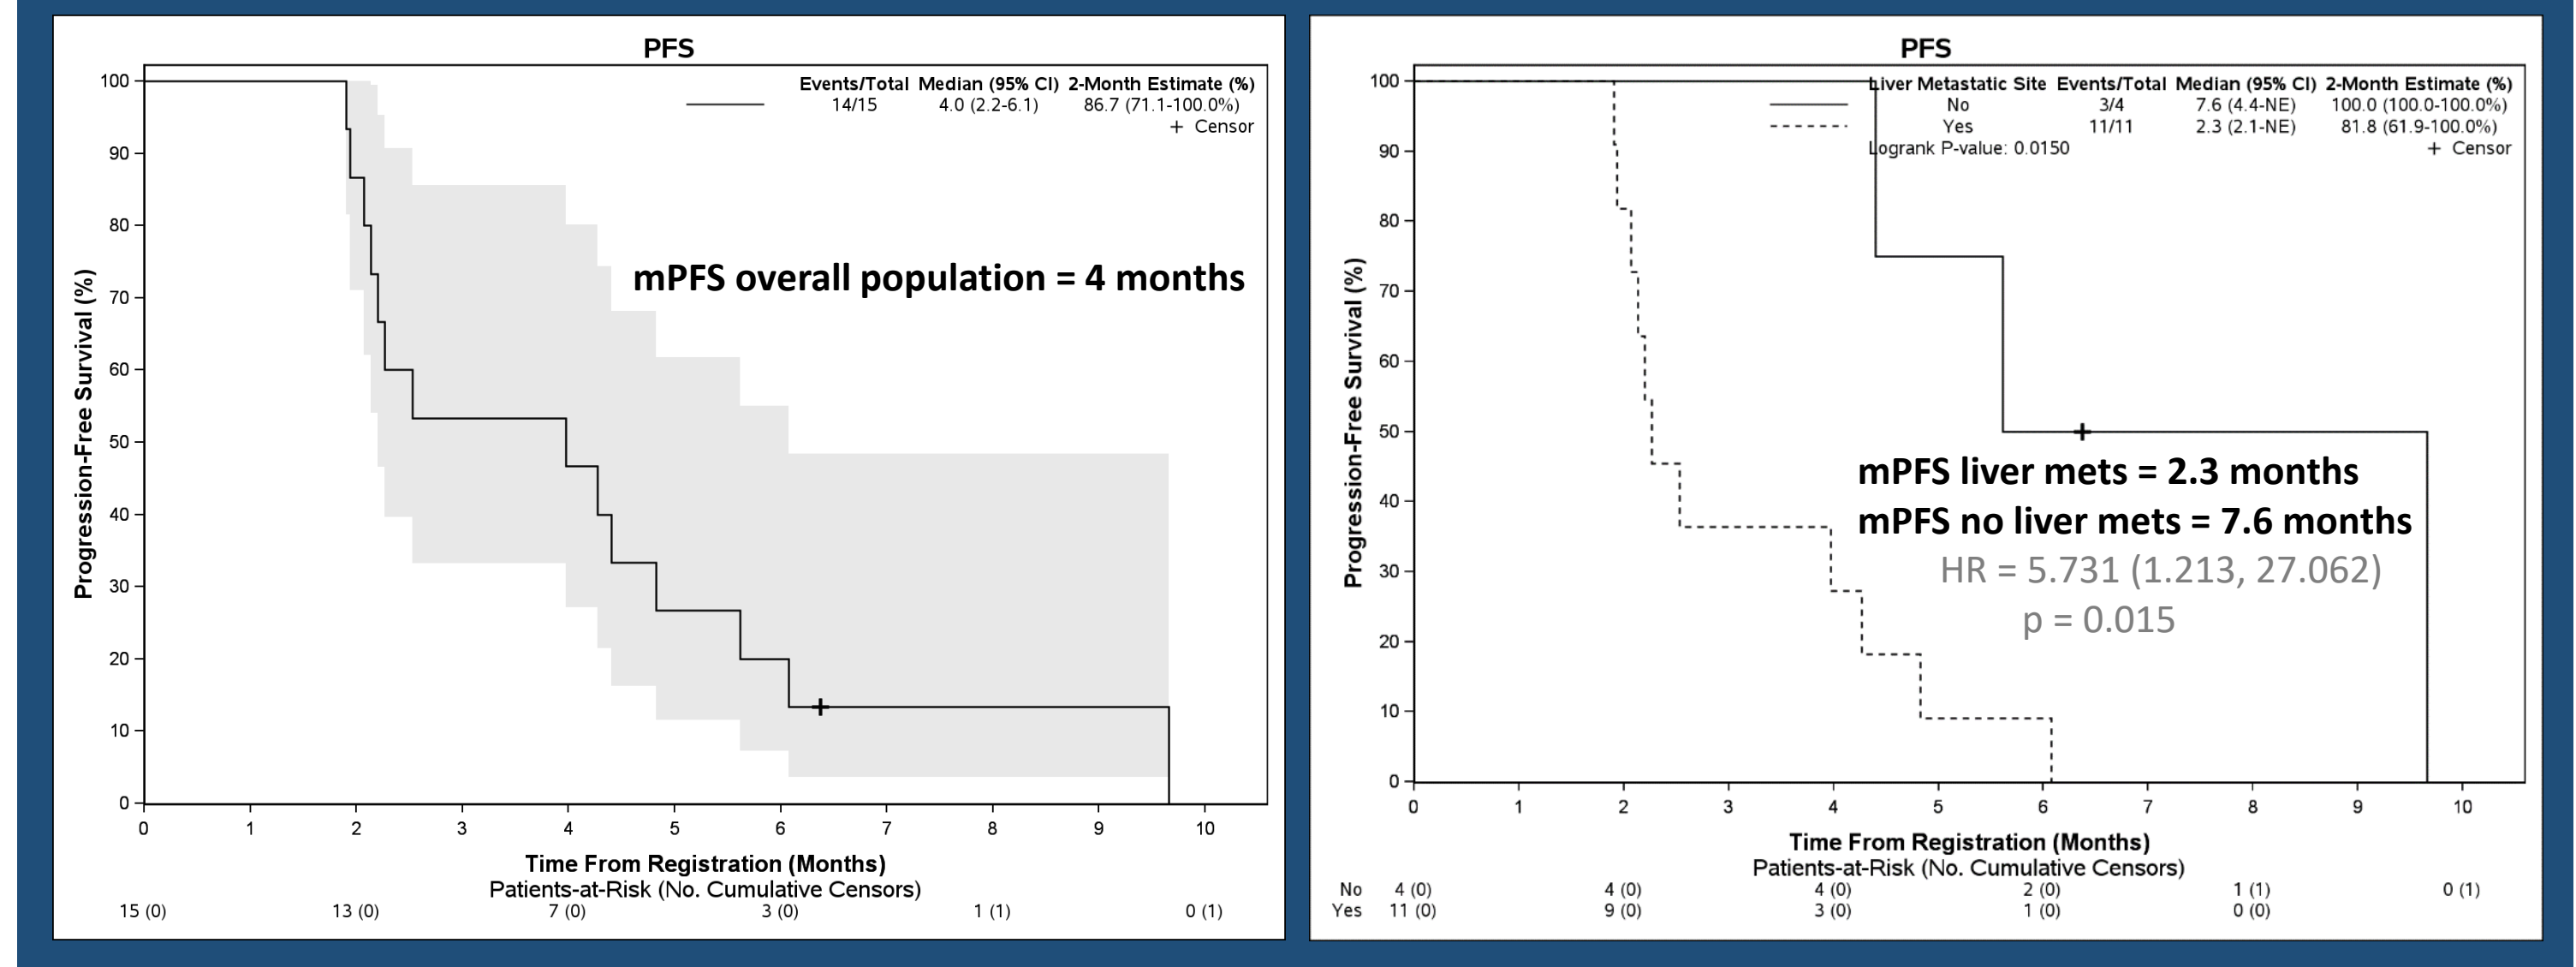 PFS
Events/Total Median (95% CI) 2-Month Estimate (%)
14/15 4.0 (2.2-6.1) 86.7 (71.1-100.0%)
+ Censor
mPFS overall population = 4 months
Progression-Free Survival (%)
100
90
80
70
60
50
40
30
20
10
0
0 1 2 3 4 5 6 7 8 9 10
Time From Registration (Months)
Patients-at-Risk (No. Cumulative Censors)
15 (0) 13 (0) 7 (0) 3 (0) 1 (1) 0 (1)
PFS
Liver Metastatic Site Events/Total Median (95% CI) 2-Month Estimate (%)
No 3/4 7.6 (4.4-NE) 100.0 (100.0-100.0%)
Yes 11/11 2.3 (2.1-NE) 81.8 (61.9-100.0%)
Logrank P-value: 0.0150 + Censor
mPFS liver mets = 2.3 months
mPFS no liver mets = 7.6 months
HR = 5.731 (1.213, 27.062)
p = 0.015
Progression-Free Survival (%)
100
90
80
70
60
50
40
30
20
10
0
0 1 2 3 4 5 6 7 8 9 10
Time From Registration (Months)
Patients-at-Risk (No. Cumulative Censors)
No 4 (0) 4 (0) 4 (0) 2 (0) 1 (1) 0 (1)
Yes 11 (0) 9 (0) 3 (0) 1 (0) 0 (0)